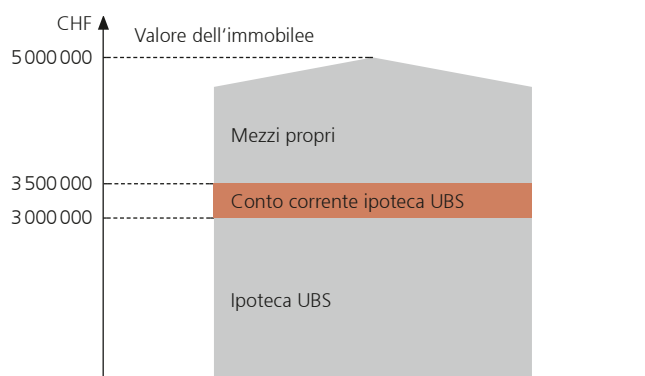 CHF
Valore dell'immobilee
5 000 000
Mezzi propri
3 500 000
Conto corrente ipoteca UBS
3 000 000
Ipoteca UBS